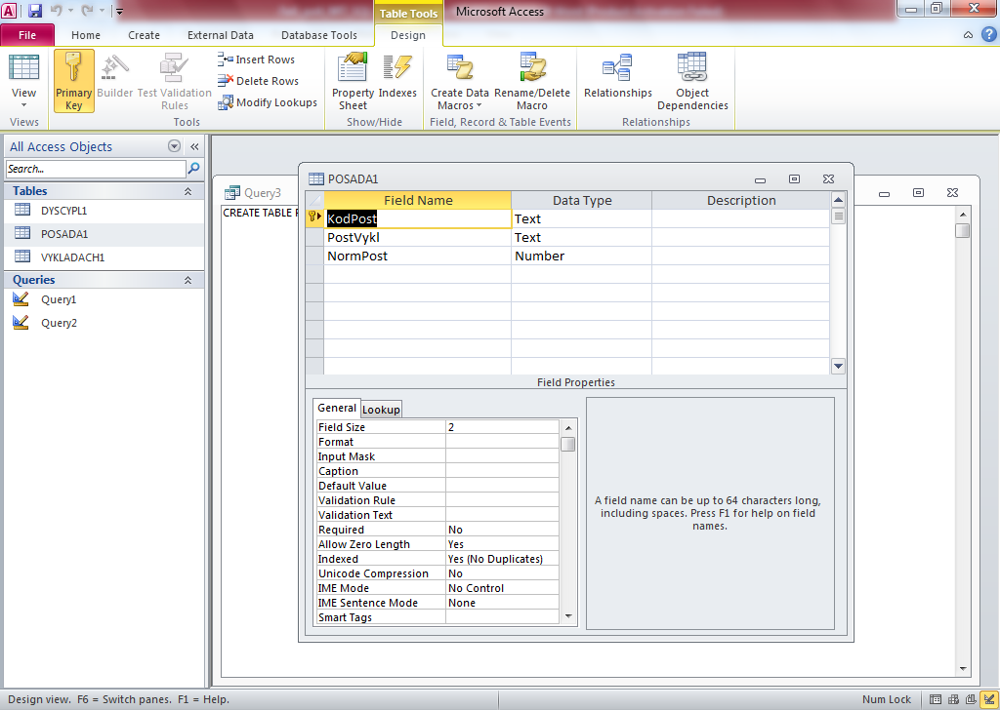 Table Tools
Microsoft Access
File
Home
Create
External Data
Database Tools
Design
View
Primary Key
Builder
Test Validation Rules
Insert Rows
Delete Rows
Modify Lookups
Property Sheet
Indexes
Create Data Macros
Rename/Delete Macro
Relationships
Object Dependencies
Views
Tools
Show/Hide
Field, Record & Table Events
Relationships
All Access Objects
Search...
Tables
DYSCYPL1
POSADA1
VYKLADACH1
Queries
Query1
Query2
Query3
CREATE TABLE
POSADA1
Field Name Data Type Description
KodPost Text
PostVykl Text
NormPost Number
Field Properties
General Lookup
Field Size 2
Format
Input Mask
Caption
Default Value
Validation Rule
Validation Text
Required No
Allow Zero Length Yes
Indexed Yes (No Duplicates)
Unicode Compression No
IME Mode No Control
IME Sentence Mode None
Smart Tags
A field name can be up to 64 characters long,
including spaces. Press F1 for help on field
names.
Design view. F6 = Switch panes. F1 = Help.
Num Lock